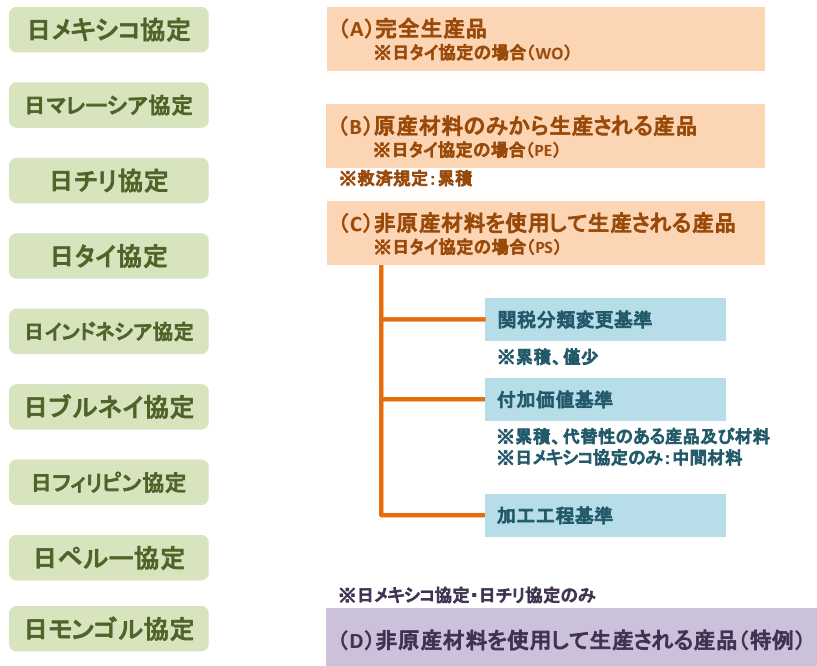 日メキシコ協定
日マレーシア協定
日チリ協定
日タイ協定
日インドネシア協定
日ブルネイ協定
日フィリピン協定
日ペルー協定
日モンゴル協定
（A）完全生産品
※日タイ協定の場合（WO）
（B）原産材料のみから生産される産品
※日タイ協定の場合（PE）
※救済規定：累積
（C）非原産材料を使用して生産される産品
※日タイ協定の場合（PS）
関税分類変更基準
※累積、僅少
付加価値基準
※累積、代替性のある産品及び材料
※日メキシコ協定のみ：中間材料
加工工程基準
※日メキシコ協定・日チリ協定のみ
（D）非原産材料を使用して生産される産品（特例）